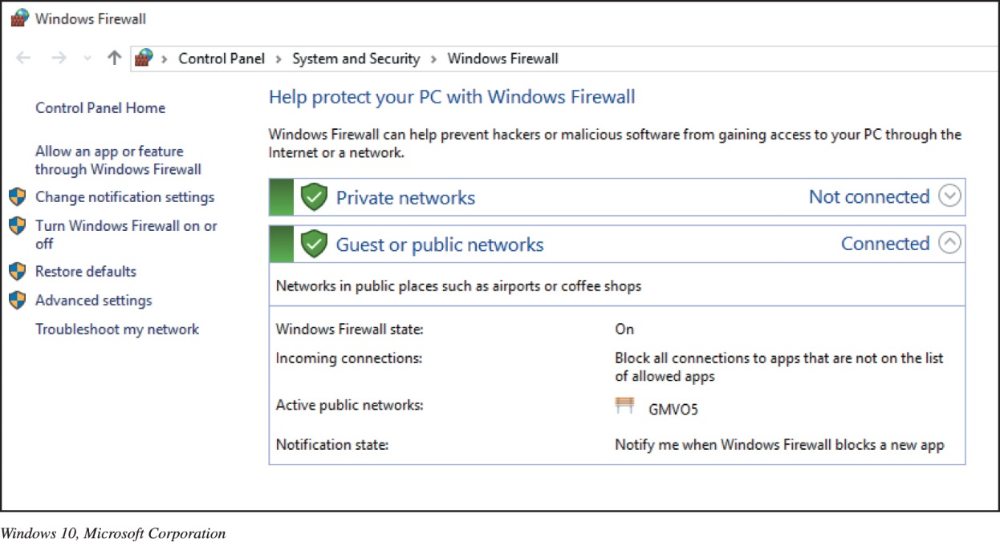 Windows Firewall
Control Panel > System and Security > Windows Firewall
Control Panel Home
Allow an app or feature
through Windows Firewall
Change notification settings
Turn Windows Firewall on or
off
Restore defaults
Advanced settings
Troubleshoot my network
Help protect your PC with Windows Firewall
Windows Firewall can help prevent hackers or malicious software from gaining access to your PC through the
Internet or a network.
Private networks Not connected
Guest or public networks Connected
Networks in public places such as airports or coffee shops
Windows Firewall state: On
Incoming connections: Block all connections to apps that are not on the list
of allowed apps
Active public networks: GMVO5
Notification state: Notify me when Windows Firewall blocks a new app
Windows 10, Microsoft Corporation